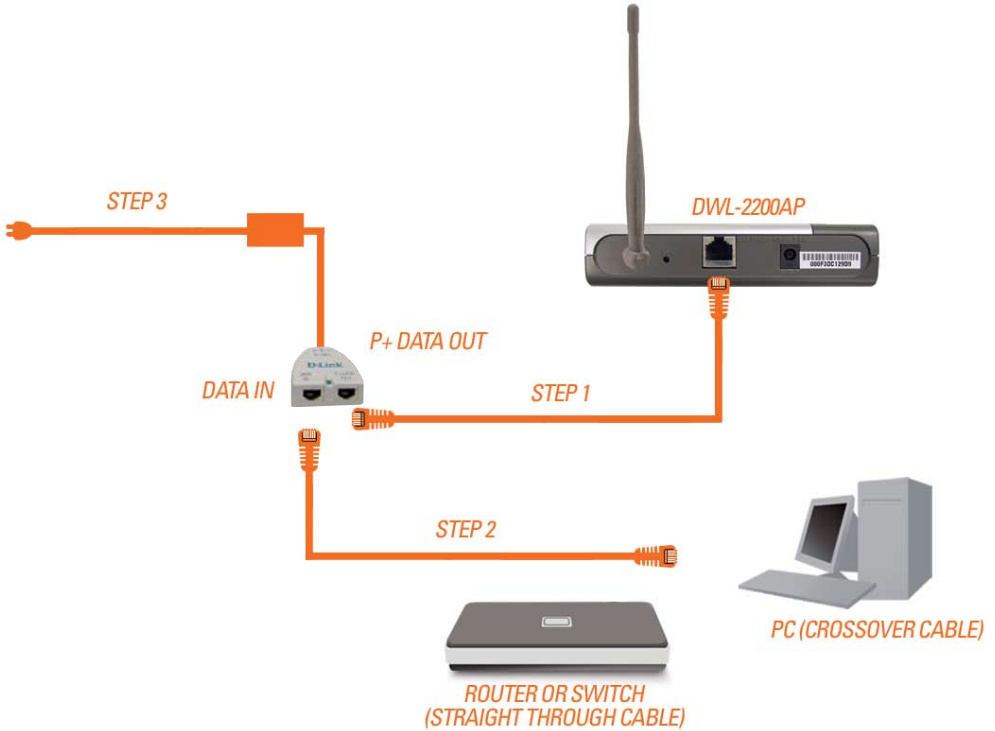 STEP 3
DWL-2200AP
P+ DATA OUT
D-Link
DATA IN
STEP 1
STEP 2
PC (CROSSOVER CABLE)
ROUTER OR SWITCH
(STRAIGHT THROUGH CABLE)